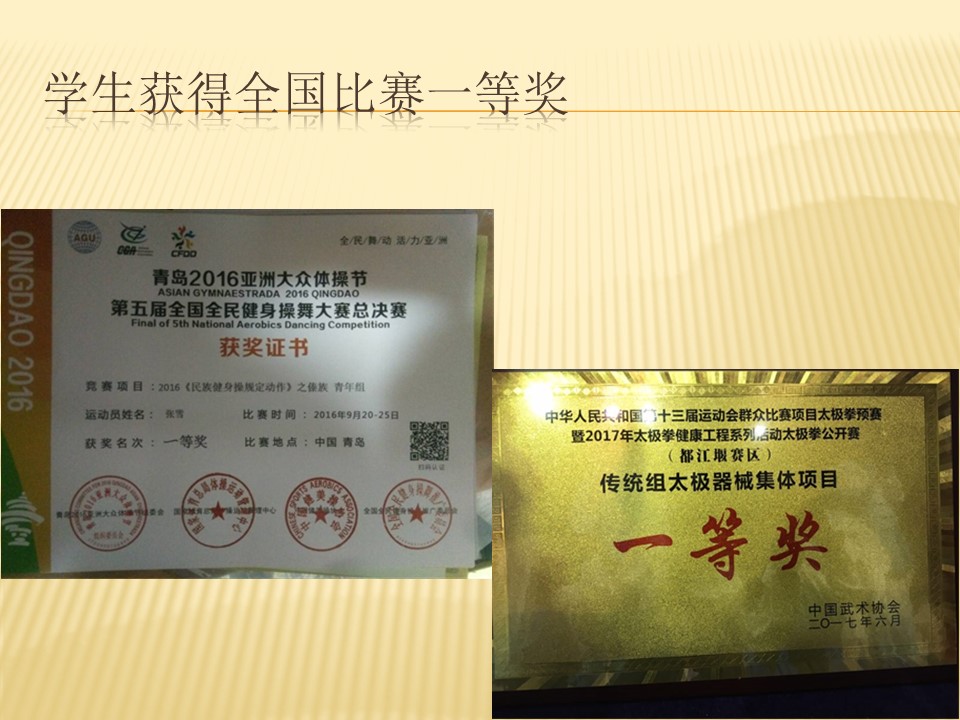 学生获得全国比赛一等奖
QINGDAO 2016
AGU
CGA
CFDD
全/民/舞/动 活/力/亚/洲
青岛2016亚洲大众体操节
ASIAN GYMNAESTRADA 2016 QINGDAO
第五届全国全民健身操舞大赛总决赛
Final of 5th National Aerobics Dancing Competition
获奖证书
竞赛项目：2016《民族健身操规定动作》之傣族 青年组
运动员姓名： 张雪 比赛时间：2016年9月20-25日
获奖名次：一等奖 比赛地点：中国 青岛
扫码认证
中华人民共和国第十三届运动会群众比赛项目太极拳预赛
暨2017年太极拳健康工程系列活动太极拳公开赛
（都江堰赛区）
传统组太极器械集体项目
一等奖
中国武术协会
二〇一七年六月